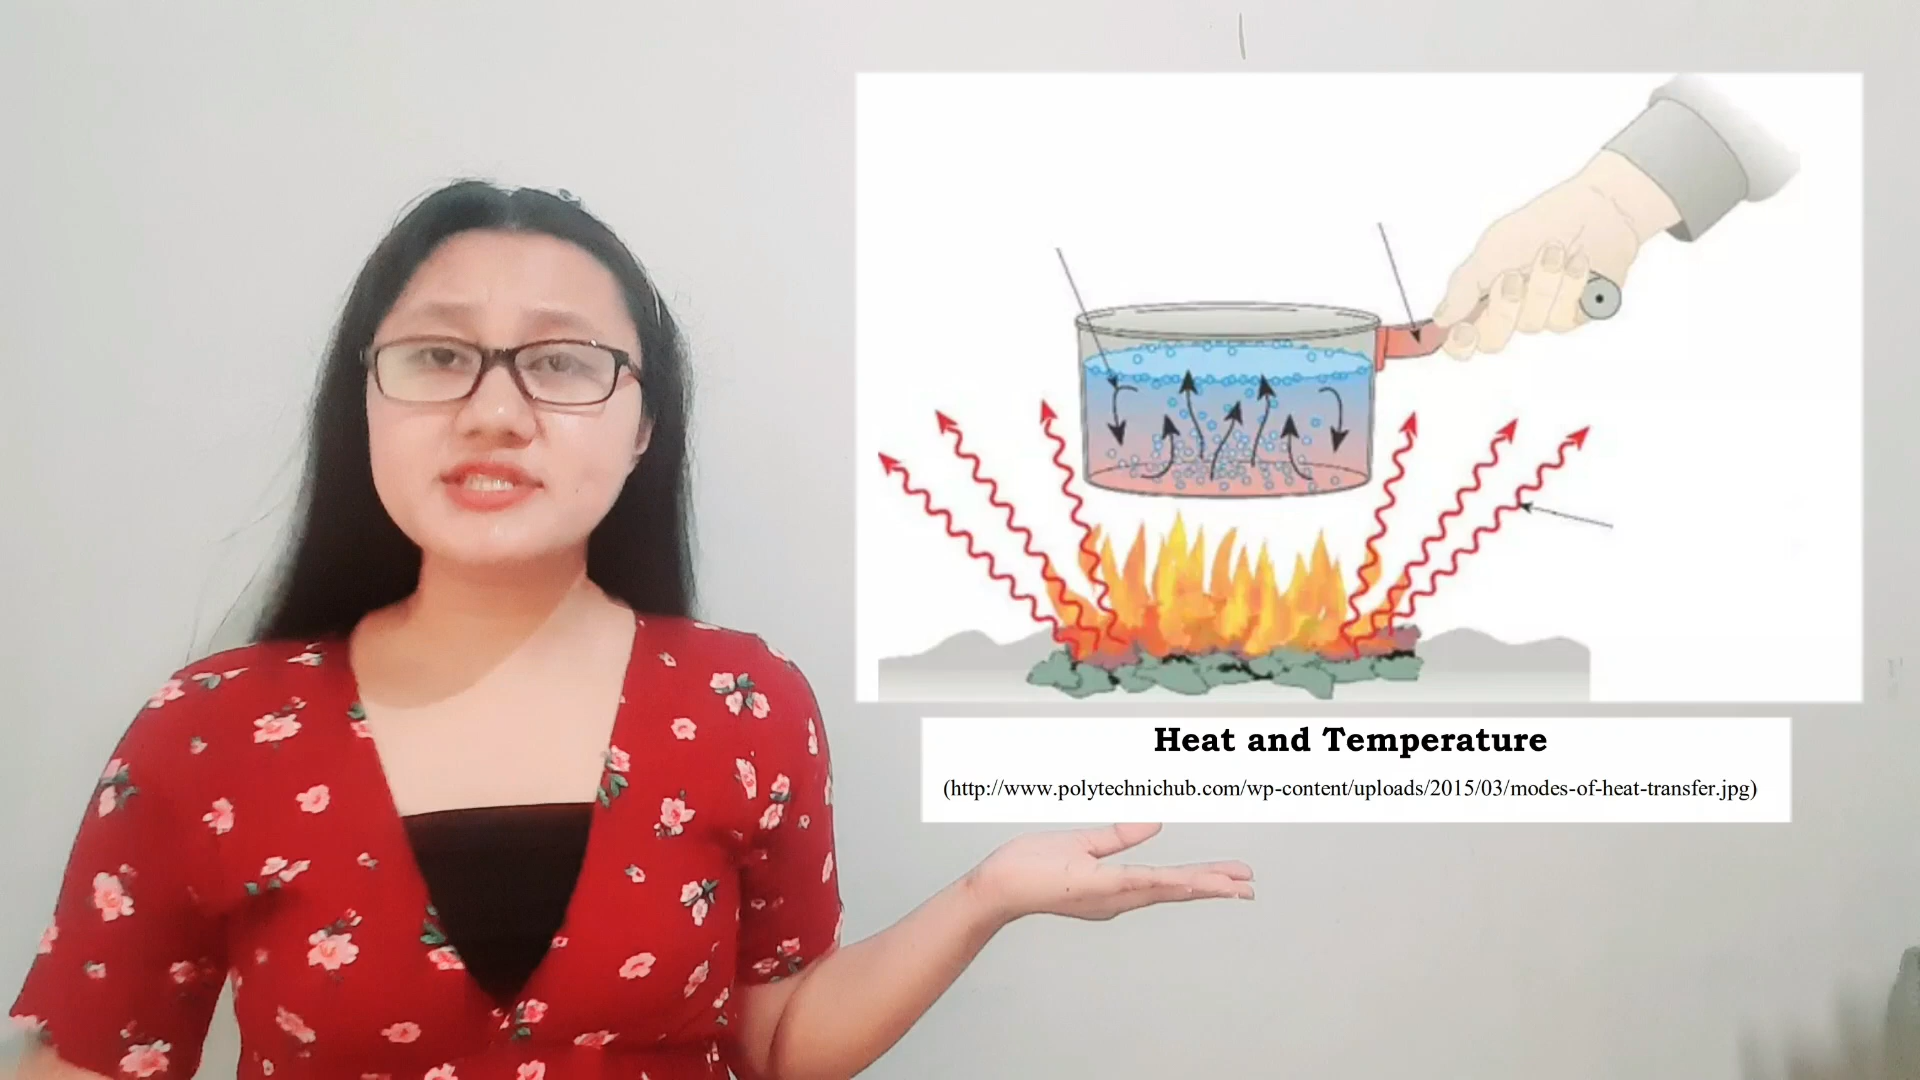 Heat and Temperature
(http://www.polytechnichub.com/wp-content/uploads/2015/03/modes-of-heat-transfer.jpg)